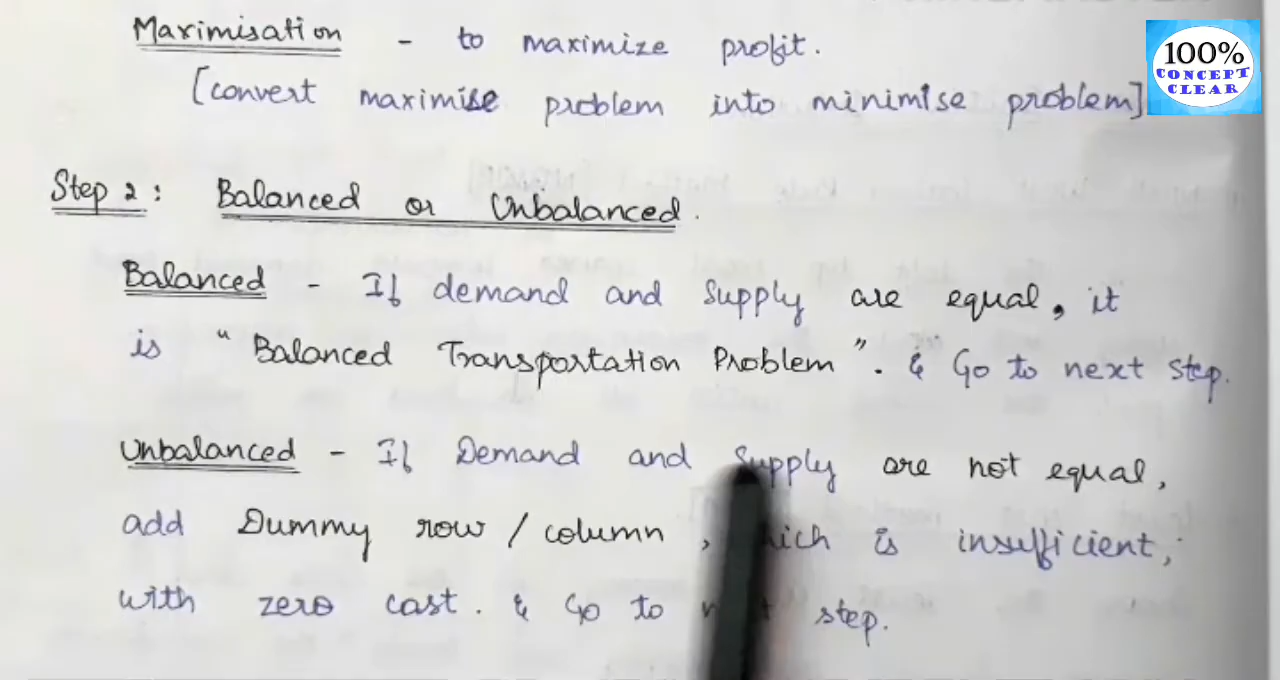 Maximisation - to maximize profit.
[convert maximise problem into minimise problem]
100%
CONCEPT
CLEAR
Step 2: Balanced or Unbalanced.
Balanced - If demand and supply are equal, it
is "Balanced Transportation Problem". & Go to next step.
Unbalanced - If Demand and Supply are not equal,
add Dummy row / column, is insufficient,
with zero cast. & Go to step.